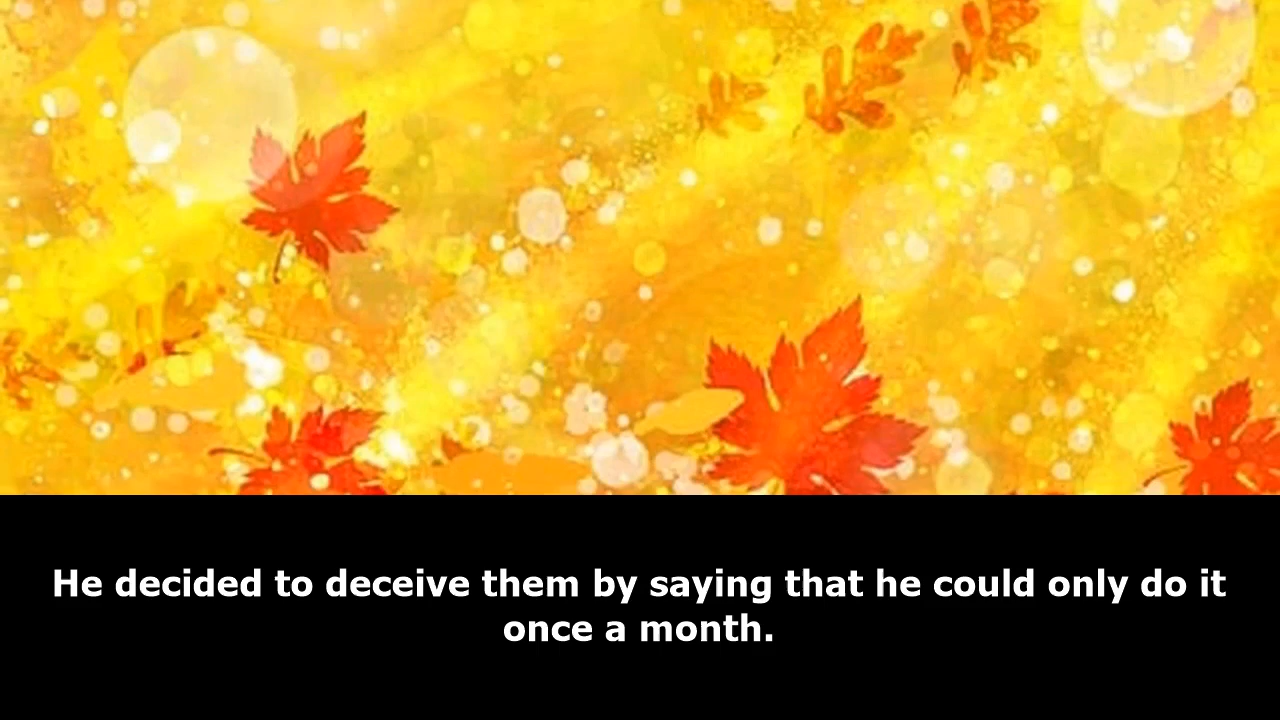 He decided to deceive them by saying that he could only do it
once a month.